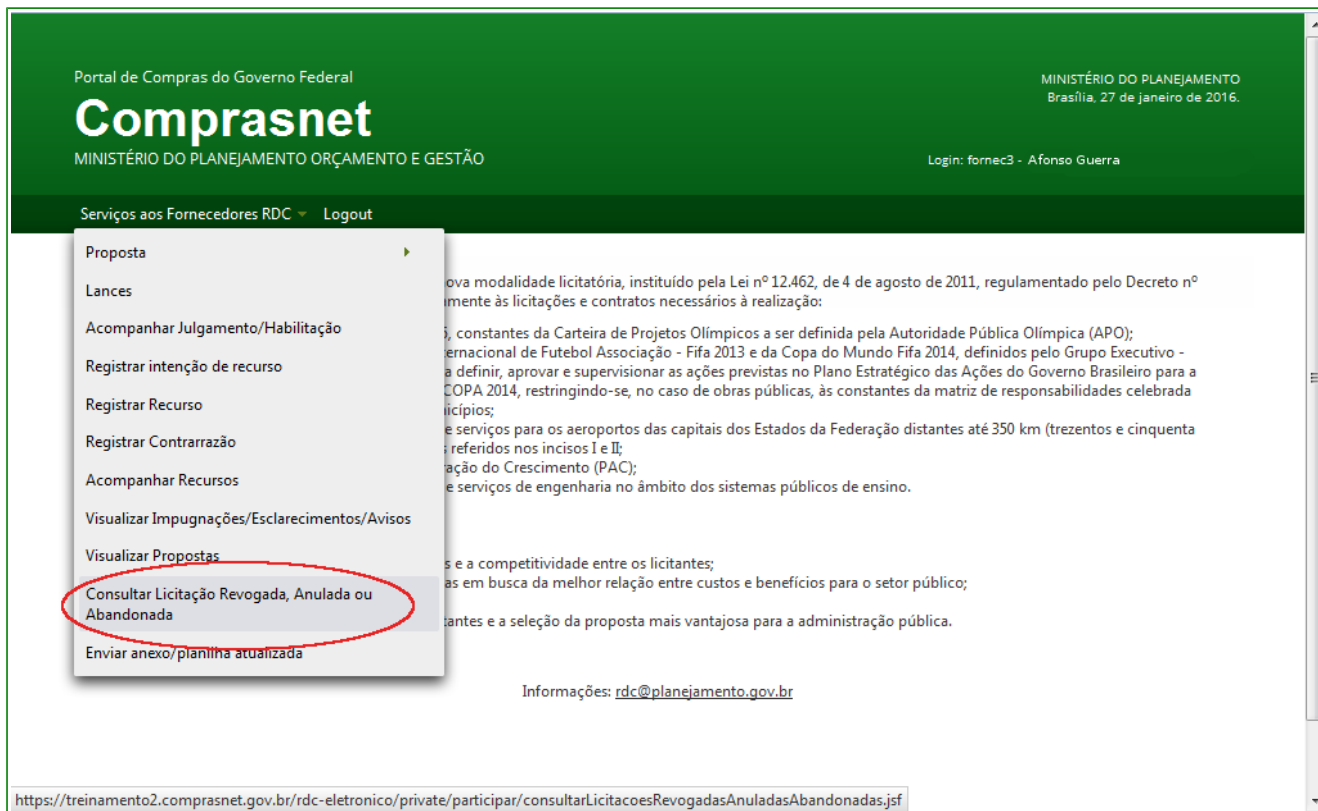 Portal de Compras do Governo Federal
Comprasnet
MINISTÉRIO DO PLANEJAMENTO ORÇAMENTO E GESTÃO
MINISTÉRIO DO PLANEJAMENTO
Brasília, 27 de janeiro de 2016.
Login: fornec3 - Afonso Guerra
Serviços aos Fornecedores RDC Logout
Proposta
Lances
Acompanhar Julgamento/Habilitação
Registrar intenção de recurso
Registrar Recurso
Registrar Contrarrazão
Acompanhar Recursos
Visualizar Impugnações/Esclarecimentos/Avisos
Visualizar Propostas
Consultar Licitação Revogada, Anulada ou
Abandonada
Enviar anexo/planilha atualizada
ova modalidade licitatória, instituído pela Lei nº 12.462, de 4 de agosto de 2011, regulamentado pelo Decreto nº
mente às licitações e contratos necessários à realização:
, constantes da Carteira de Projetos Olímpicos a ser definida pela Autoridade Pública Olímpica (APO);
ernacional de Futebol Associação - Fifa 2013 e da Copa do Mundo Fifa 2014, definidos pelo Grupo Executivo -
a definir, aprovar e supervisionar as ações previstas no Plano Estratégico das Ações do Governo Brasileiro para a
COPA 2014, restringindo-se, no caso de obras públicas, às constantes da matriz de responsabilidades celebrada
icípios;
e serviços para os aeroportos das capitais dos Estados da Federação distantes até 350 km (trezentos e cinquenta
s referidos nos incisos I e II;
ração do Crescimento (PAC);
e serviços de engenharia no âmbito dos sistemas públicos de ensino.
s e a competitividade entre os licitantes;
as em busca da melhor relação entre custos e benefícios para o setor público;
tantes e a seleção da proposta mais vantajosa para a administração pública.
Informações: rdc@planejamento.gov.br
https://treinamento2.comprasnet.gov.br/rdc-eletronico/private/participar/consultarLicitacoesRevogadasAnuladasAbandonadas.jsf